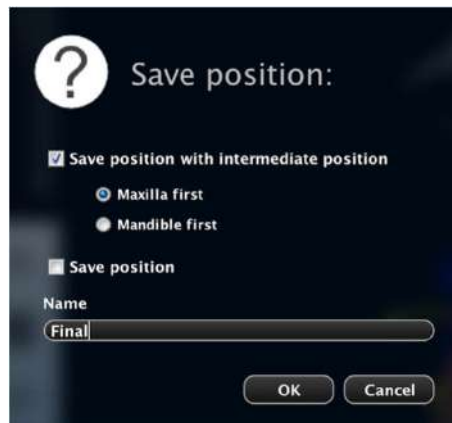 ?
Save position:
Save position with intermediate position
Maxilla first
Mandible first
Save position
Name
Final
OK Cancel